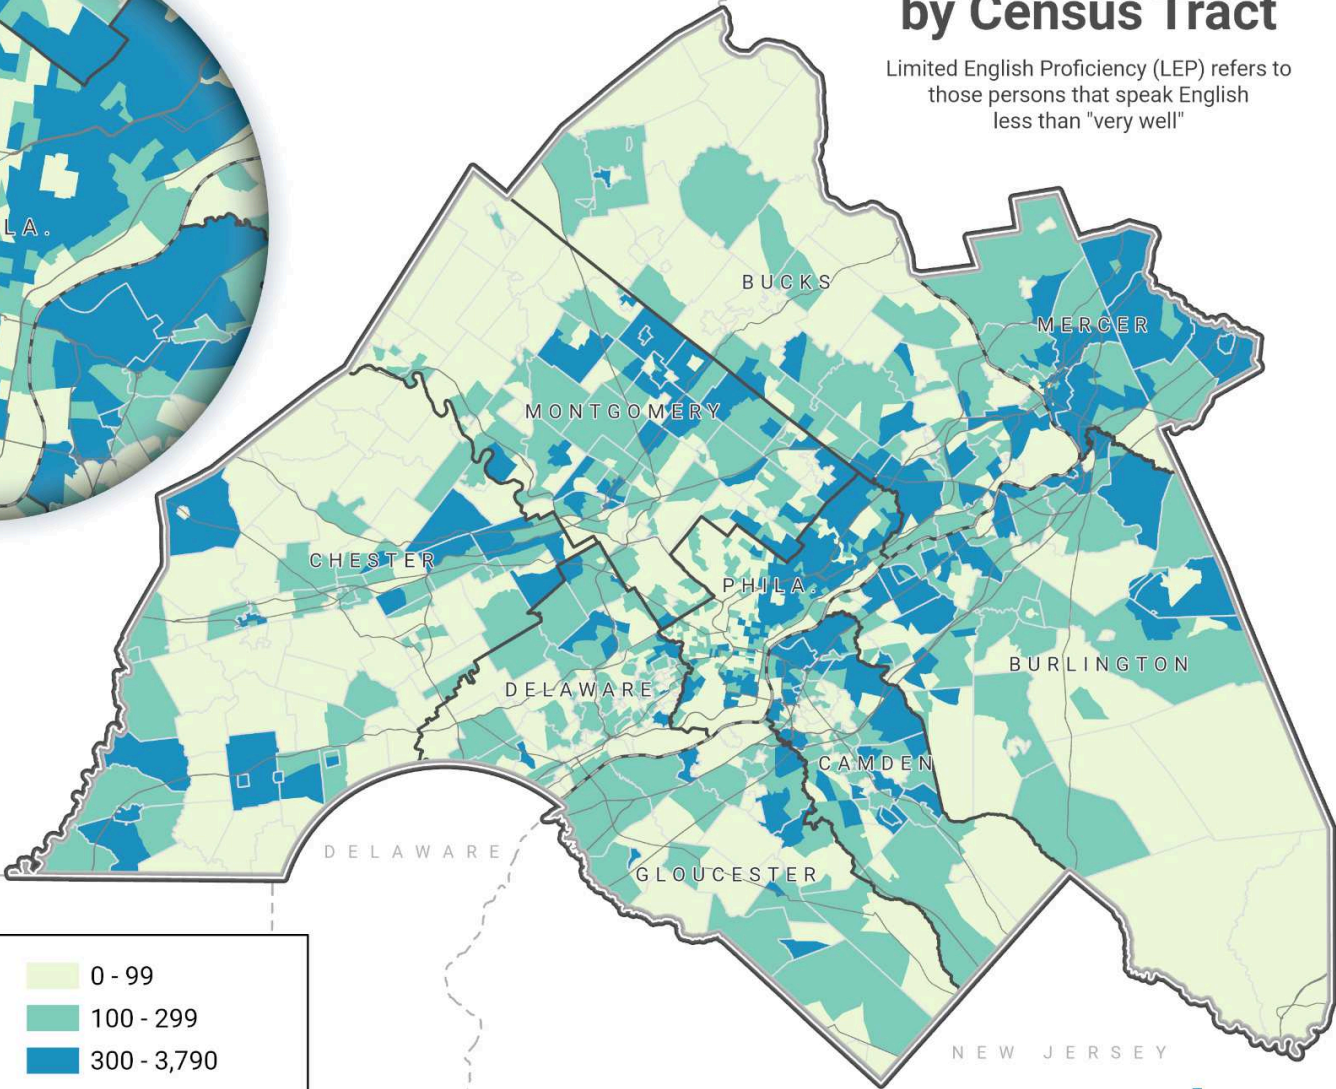 by Census Tract
Limited English Proficiency (LEP) refers to
those persons that speak English
less than "very well"
LA.
BUCKS
MERCER
MONTGOMERY
CHESTER
PHILA.
DELAWARE
BURLINGTON
CAMDEN
DELAWARE
GLOUCESTER
NEW JERSEY
0 - 99
100 - 299
300 - 3,790